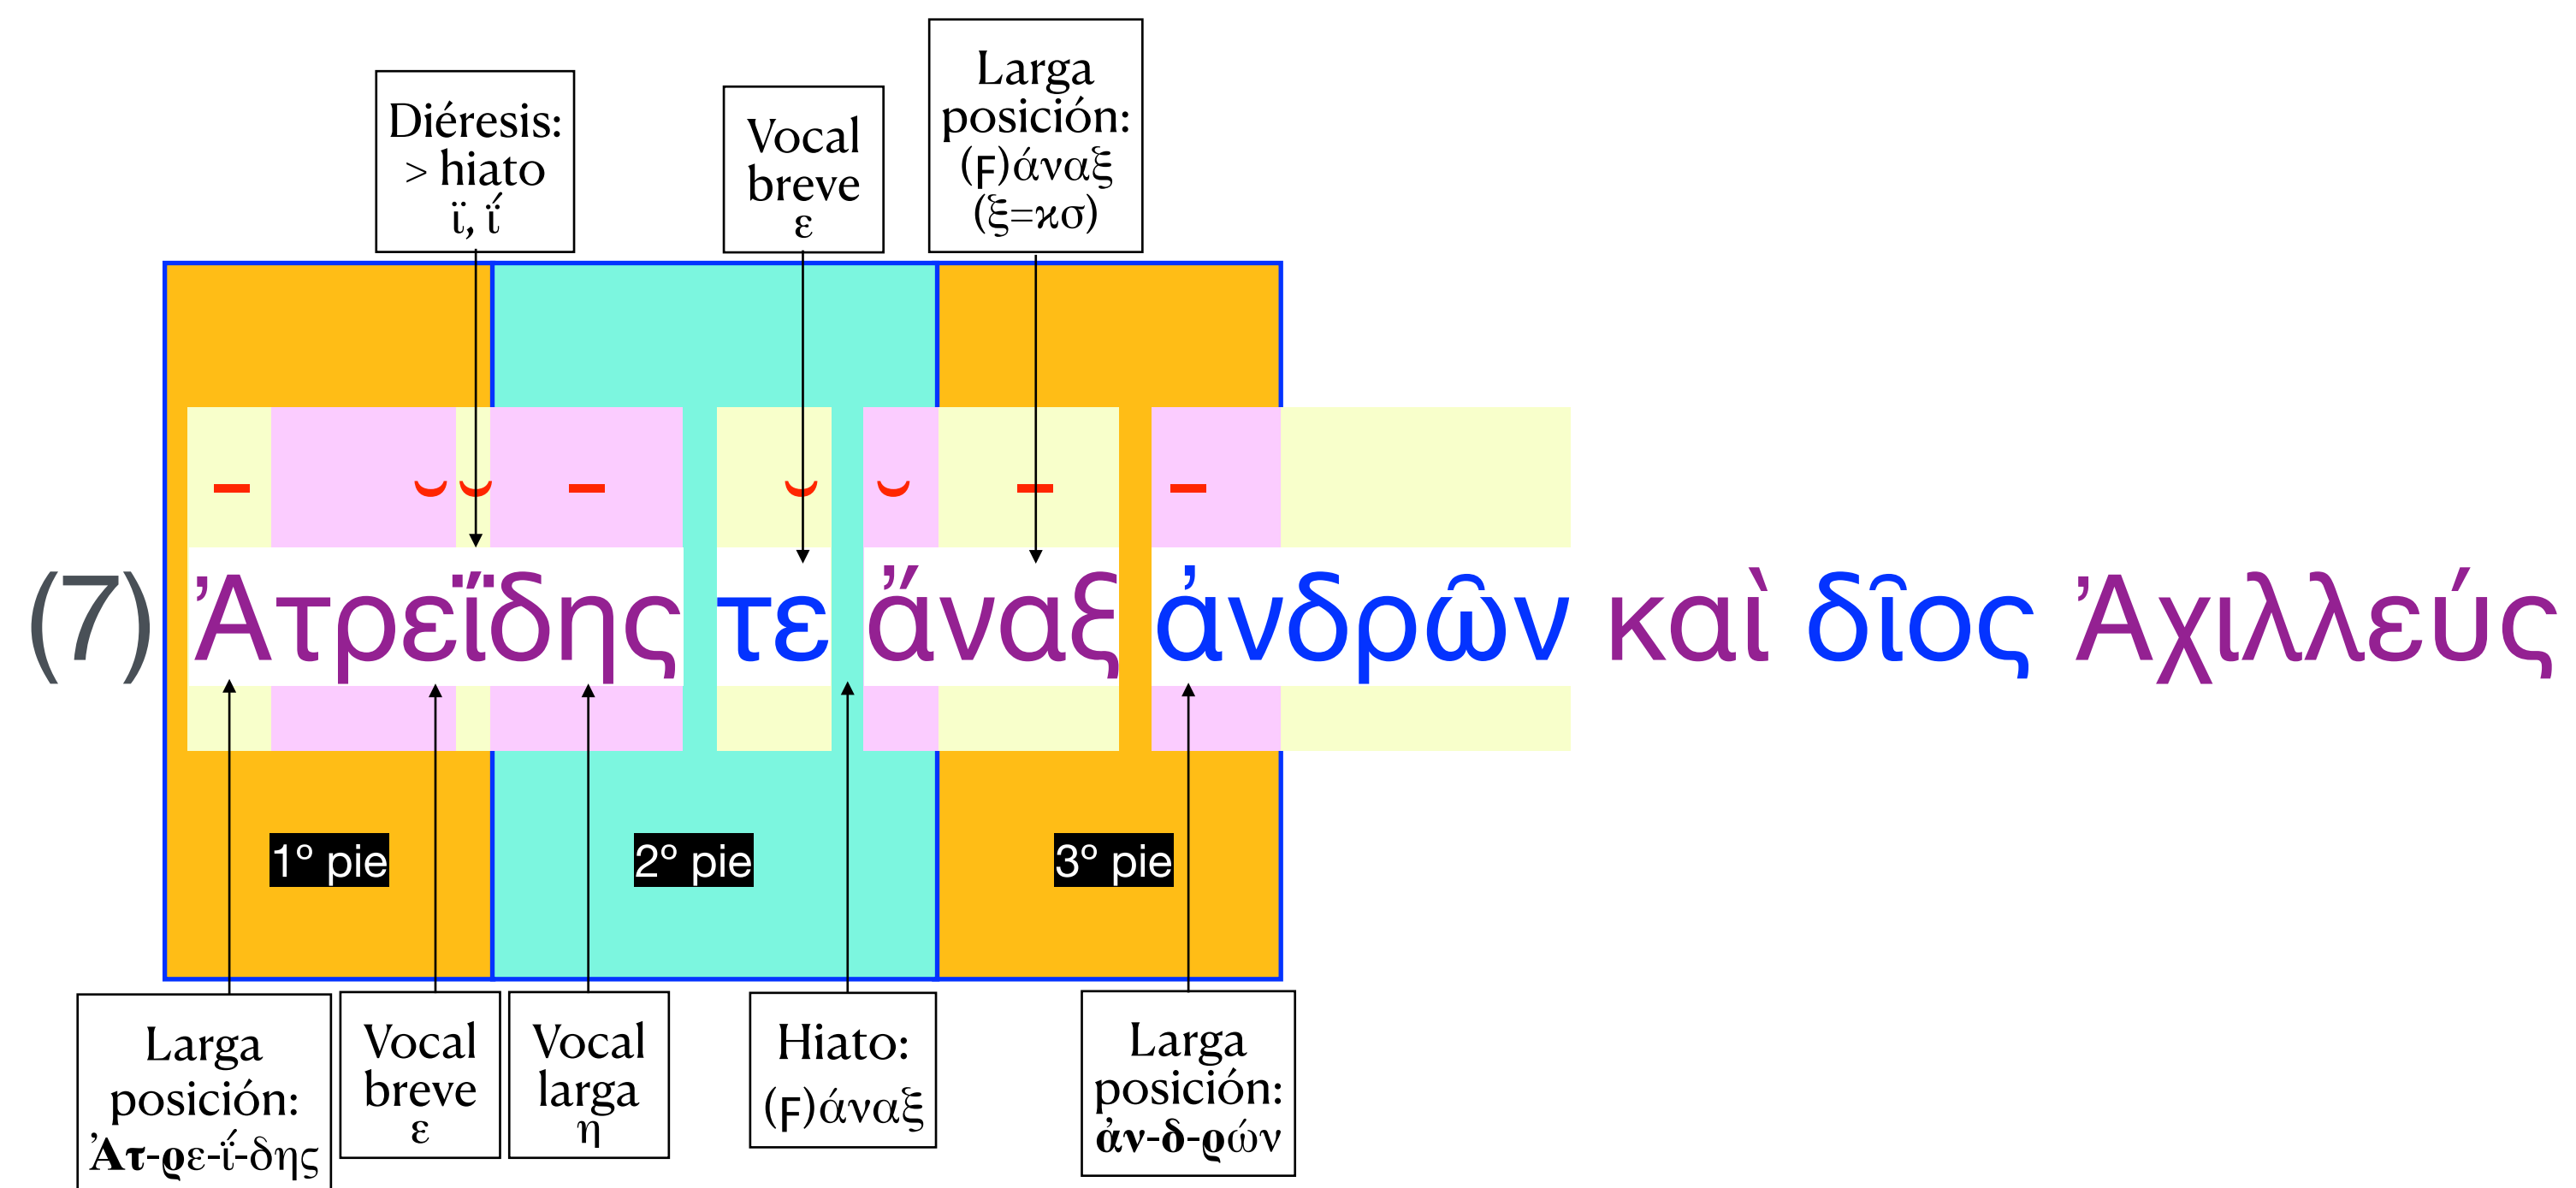 Larga
posición:
(F)άναξ
(ξ=κσ)
Diéresis:
> hiato
ϊ, ΐ
Vocal
breve
ε
– ⏑ ⏑ – ⏑ ⏑ – –
(7) Ἀτρεΐδης τε ἄναξ ἀνδρῶν καὶ δῖος Ἀχιλλεύς
1º pie 2º pie 3º pie
Larga
posición:
Ἀτ-ρε-ΐ-δης
Vocal
breve
ε
Vocal
larga
η
Hiato:
(F)άναξ
Larga
posición:
ἀν-δ-ρών